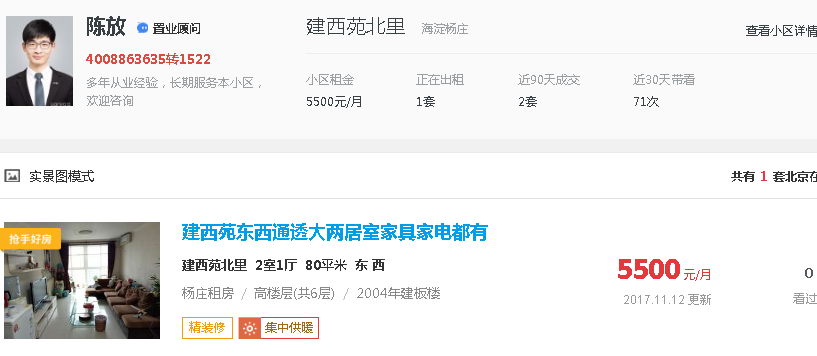 陈放 置业顾问
4008863635转1522
多年从业经验,长期服务本小区,
欢迎咨询
建西苑北里 海淀杨庄
查看小区详情
小区租金 正在出租 近90天成交 近30天带看
5500元/月 1套 2套 71次
实景图模式
共有 1 套北京在
抢手好房
建西苑东西通透大两居室家具家电都有
建西苑北里 2室1厅 80平米 东 西
杨庄租房 / 高楼层(共6层) / 2004年建板楼
精装修 集中供暖
5500元/月
2017.11.12 更新
0
看过